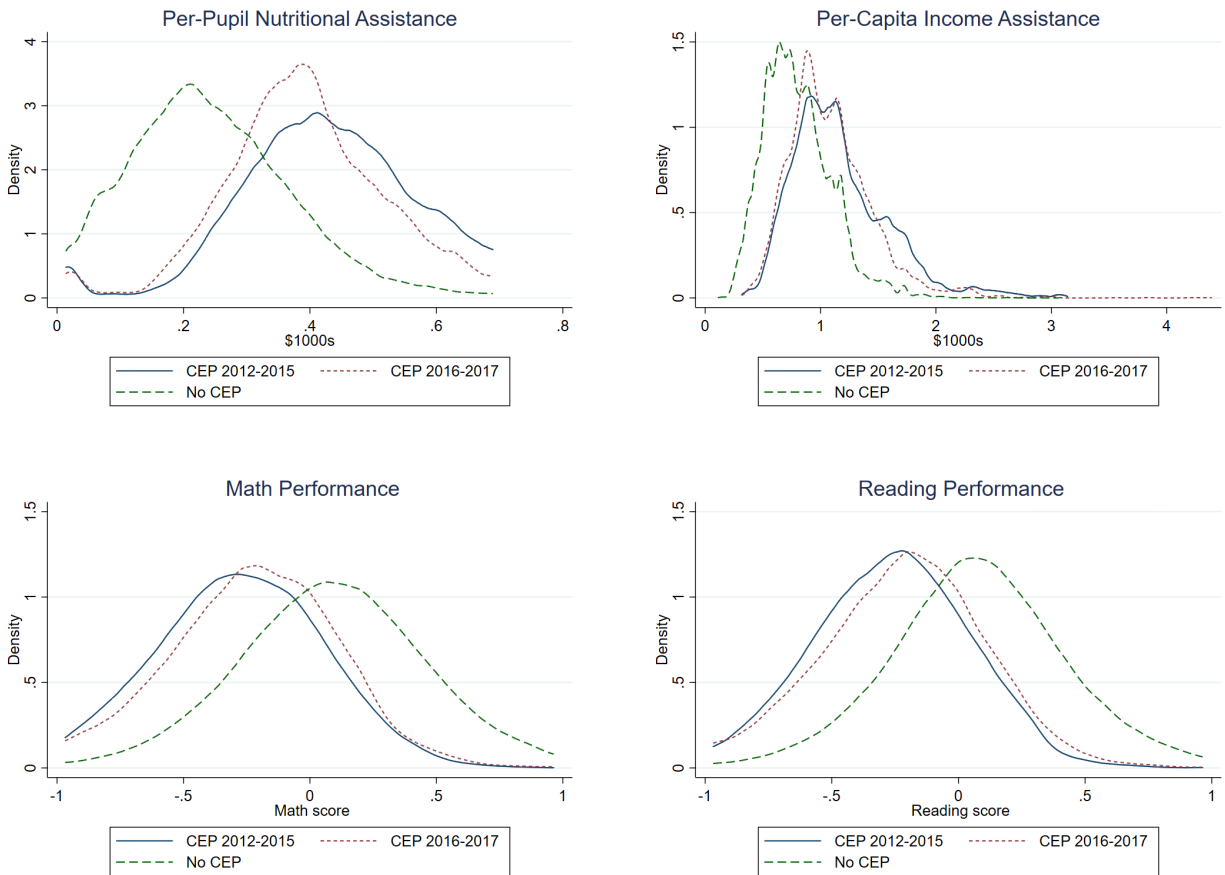 Per-Pupil Nutritional Assistance
4
3
2
1
0
Density
0 .2 .4 .6 .8
$1000s
CEP 2012-2015 CEP 2016-2017
No CEP
Per-Capita Income Assistance
1.5
1
.5
0
Density
0 1 2 3 4
$1000s
CEP 2012-2015 CEP 2016-2017
No CEP
Math Performance
1.5
1
.5
0
Density
-1 -.5 0 .5 1
Math score
CEP 2012-2015 CEP 2016-2017
No CEP
Reading Performance
1.5
1
.5
0
Density
-1 -.5 0 .5 1
Reading score
CEP 2012-2015 CEP 2016-2017
No CEP